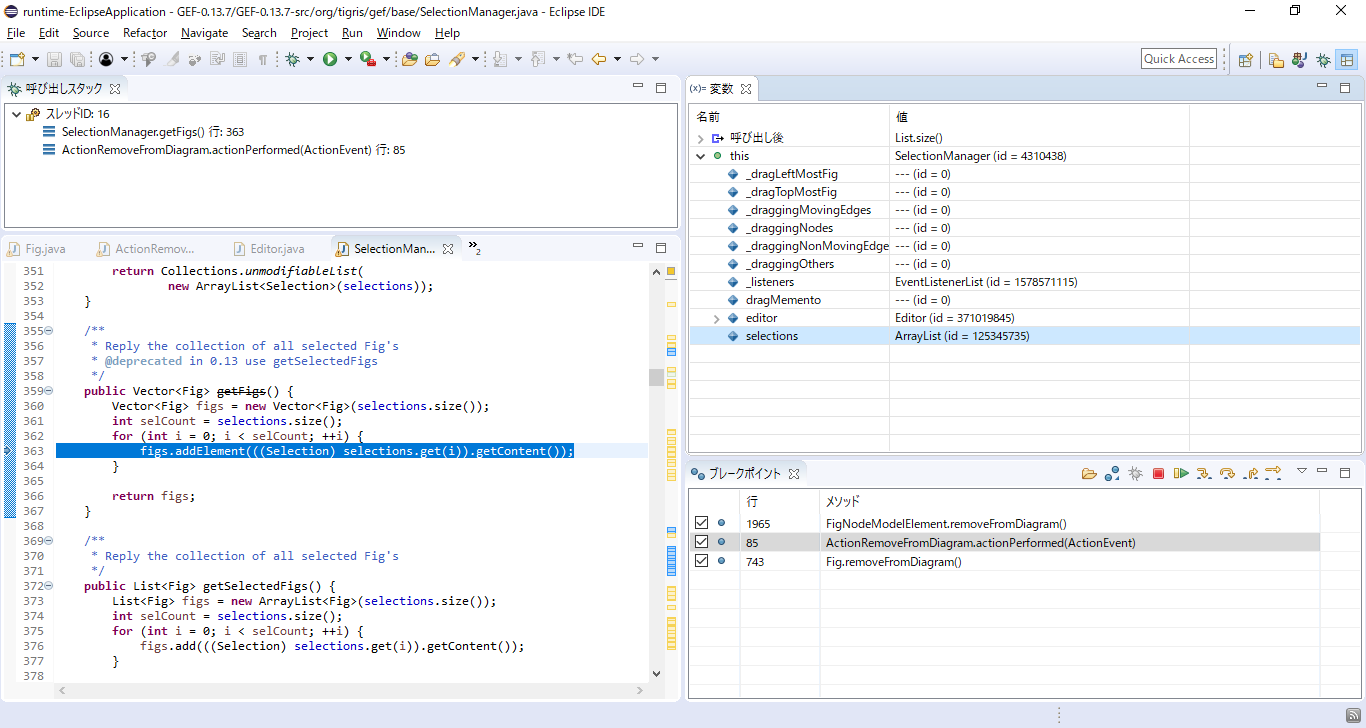 runtime-EclipseApplication - GEF-0.13.7/GEF-0.13.7-src/org/tigris/gef/base/SelectionManager.java - Eclipse IDE
File Edit Source Refactor Navigate Search Project Run Window Help
Quick Access
呼び出しスタック
スレッドID: 16
SelectionManager.getFigs() 行: 363
ActionRemoveFromDiagram.actionPerformed(ActionEvent) 行: 85
Fig.java ActionRemov... Editor.java SelectionMan... »2
351 return Collections.unmodifiableList(
352 new ArrayList<Selection>(selections));
353 }
354
355 /**
356 * Reply the collection of all selected Fig's
357 * @deprecated in 0.13 use getSelectedFigs
358 */
359 public Vector<Fig> getFigs() {
360 Vector<Fig> figs = new Vector<Fig>(selections.size());
361 int selCount = selections.size();
362 for (int i = 0; i < selCount; ++i) {
363 figs.addElement(((Selection) selections.get(i)).getContent());
364 }
365
366 return figs;
367 }
368
369 /**
370 * Reply the collection of all selected Fig's
371 */
372 public List<Fig> getSelectedFigs() {
373 List<Fig> figs = new ArrayList<Fig>(selections.size());
374 int selCount = selections.size();
375 for (int i = 0; i < selCount; ++i) {
376 figs.add(((Selection) selections.get(i)).getContent());
377 }
378
(x)= 変数
名前 値
呼び出し後 List.size()
this SelectionManager (id = 4310438)
_dragLeftMostFig --- (id = 0)
_dragTopMostFig --- (id = 0)
_draggingMovingEdges --- (id = 0)
_draggingNodes --- (id = 0)
_draggingNonMovingEdge --- (id = 0)
_draggingOthers --- (id = 0)
_listeners EventListenerList (id = 1578571115)
dragMemento --- (id = 0)
editor Editor (id = 371019845)
selections ArrayList (id = 125345735)
ブレークポイント
行 メソッド
1965 FigNodeModelElement.removeFromDiagram()
85 ActionRemoveFromDiagram.actionPerformed(ActionEvent)
743 Fig.removeFromDiagram()